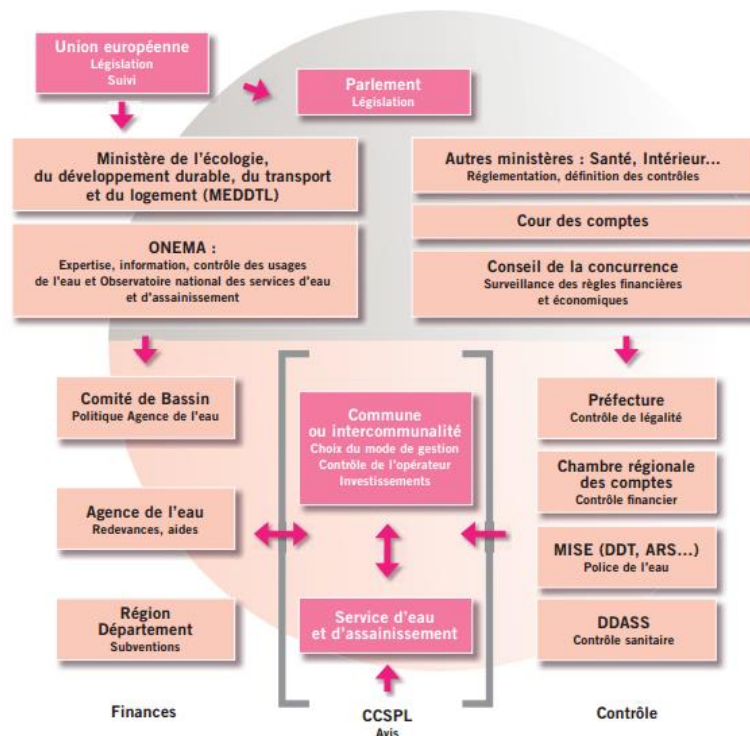 Union européenne
Législation
Suivi
Parlement
Législation
Ministère de l'écologie,
du développement durable, du transport
et du logement (MEDDTL)
Autres ministères : Santé, Intérieur...
Réglementation, définition des contrôles
Cour des comptes
ONEMA :
Expertise, information, contrôle des usages
de l'eau et Observatoire national des services d'eau
et d'assainissement
Conseil de la concurrence
Surveillance des règles financières
et économiques
Comité de Bassin
Politique Agence de l'eau
Agence de l'eau
Redevances, aides
Région
Département
Subventions
Finances
Commune
ou intercommunalité
Choix du mode de gestion
Contrôle de l'opérateur
Investissements
Service d'eau
et d'assainissement
CCSPL
Avis
Préfecture
Contrôle de légalité
Chambre régionale
des comptes
Contrôle financier
MISE (DDT, ARS...)
Police de l'eau
DDASS
Contrôle sanitaire
Contrôle